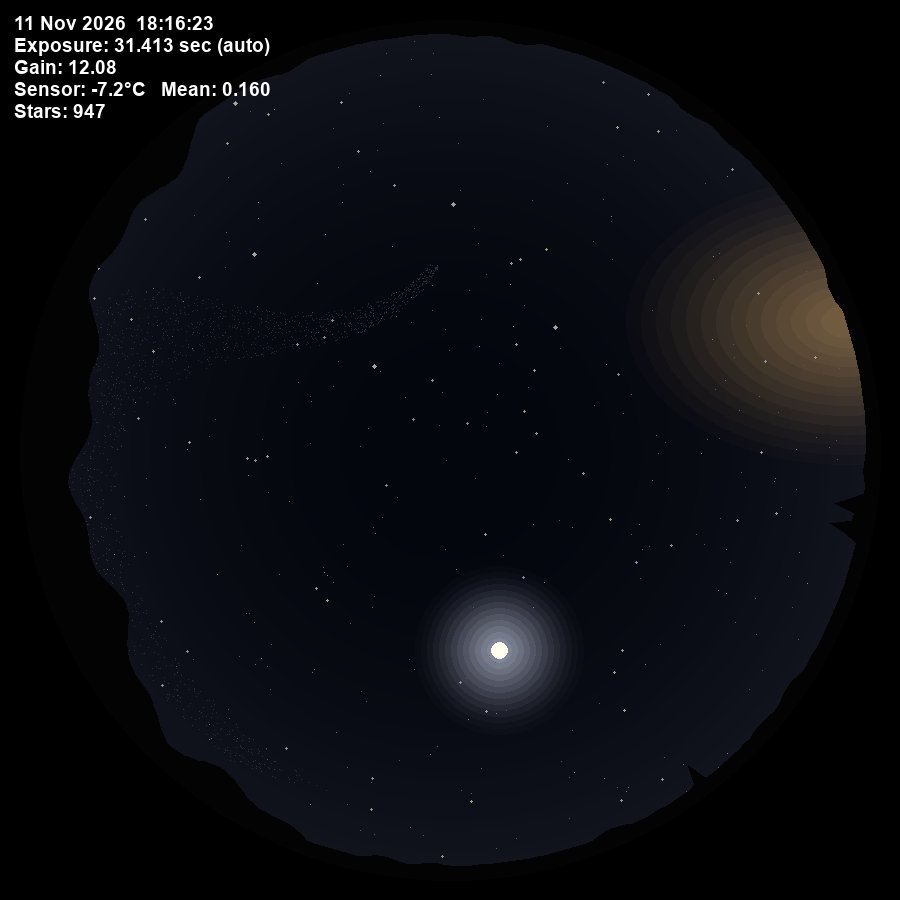 11 Nov 2026 18:16:23
Exposure: 31.413 sec (auto)
Gain: 12.08
Sensor: -7.2°C Mean: 0.160
Stars: 947